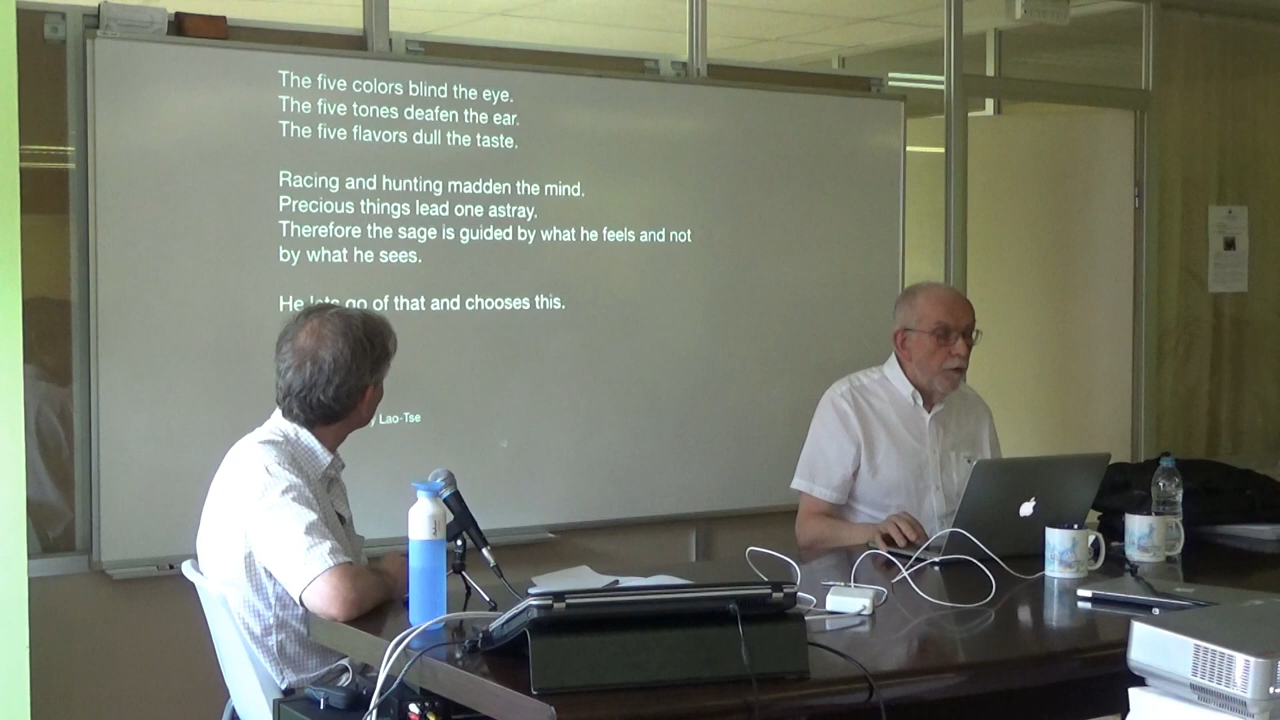 The five colors blind the eye.
The five tones deafen the ear.
The five flavors dull the taste.
Racing and hunting madden the mind.
Precious things lead one astray.
Therefore the sage is guided by what he feels and not
by what he sees.
He lets go of that and chooses this.
Lao-Tse